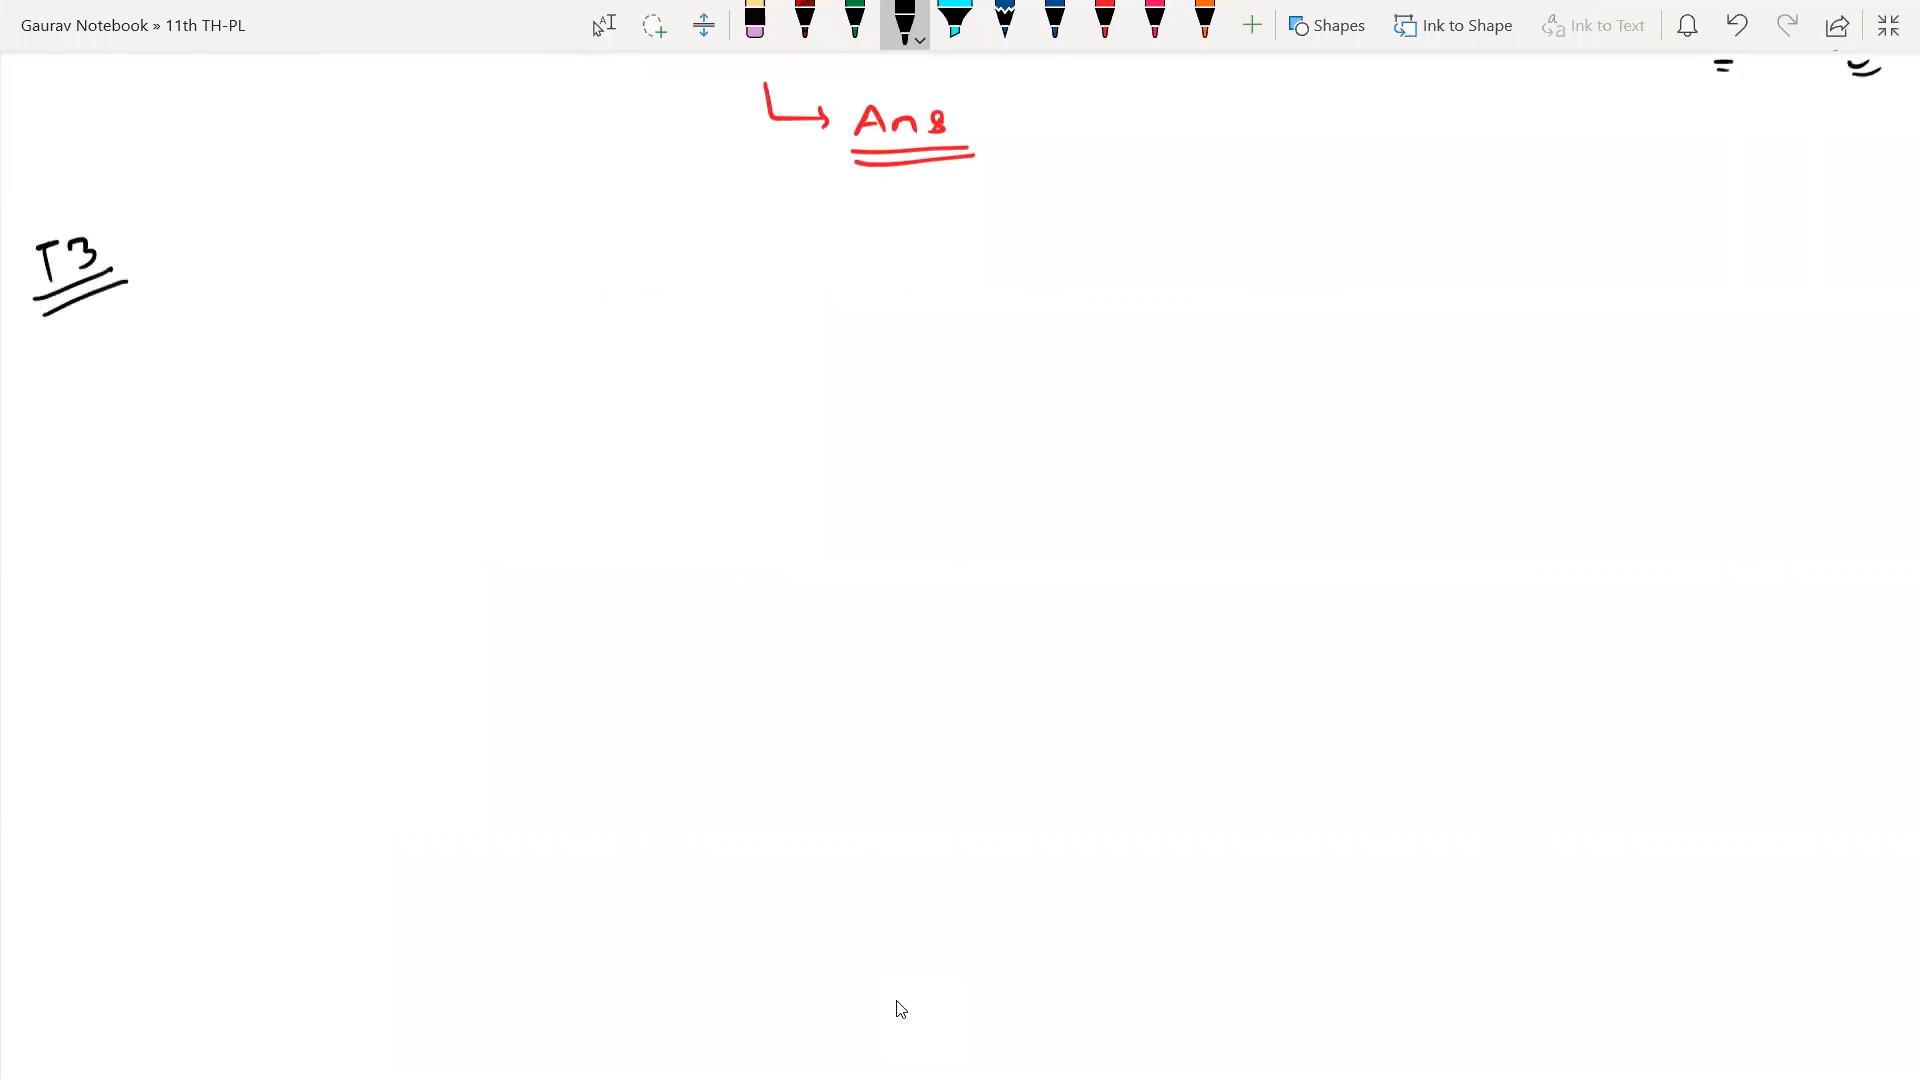 Gaurav Notebook » 11th TH-PL
Shapes
Ink to Shape
Ink to Text
Ans
T3